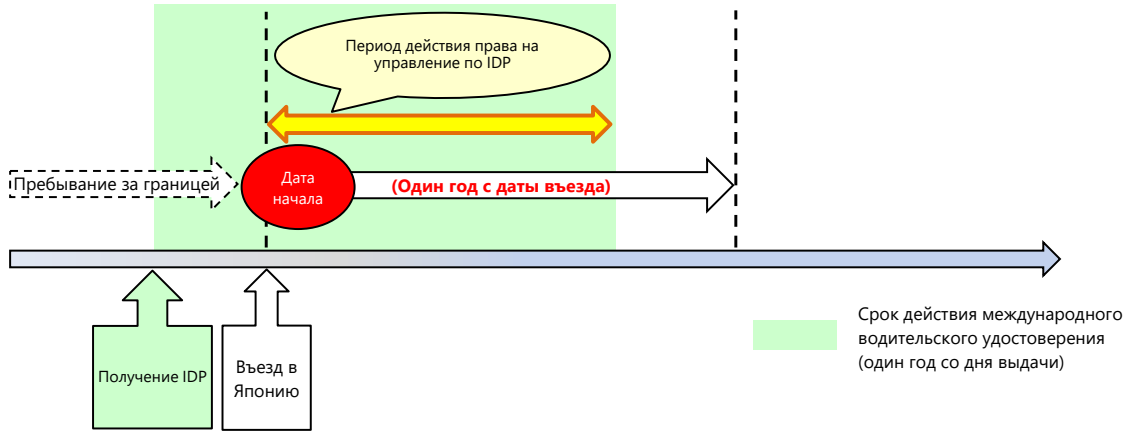 Период действия права на
управление по IDP
Пребывание за границей
Дата
начала
(Один год с даты въезда)
Получение IDP
Въезд в
Японию
Срок действия международного
водительского удостоверения
(один год со дня выдачи)